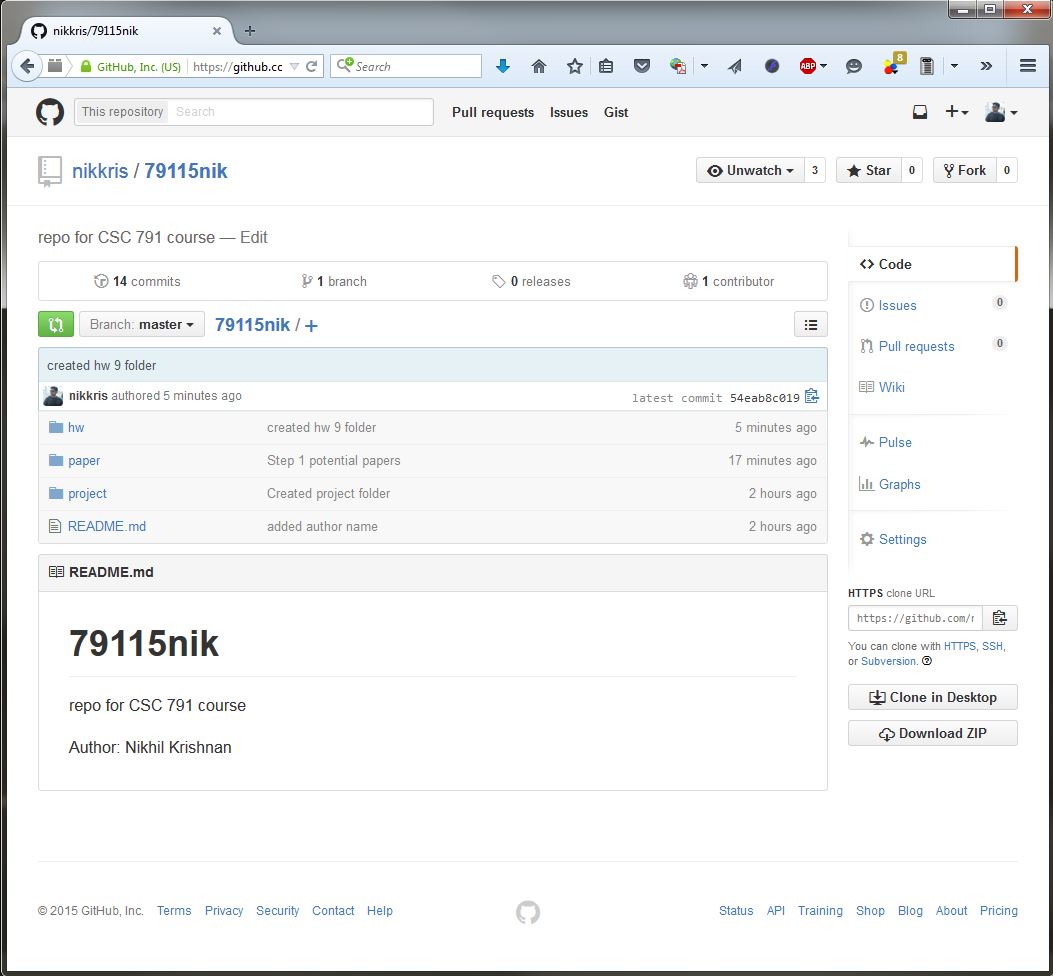 nikkris/79115nik
GitHub, Inc. (US) https://github.cc Search ABP 8
This repository Search Pull requests Issues Gist
nikkris / 79115nik Unwatch 3 Star 0 Fork 0
repo for CSC 791 course — Edit
14 commits 1 branch 0 releases 1 contributor
Branch: master 79115nik / +
created hw 9 folder
nikkris authored 5 minutes ago latest commit 54eab8c019
hw created hw 9 folder 5 minutes ago
paper Step 1 potential papers 17 minutes ago
project Created project folder 2 hours ago
README.md added author name 2 hours ago
README.md
79115nik
repo for CSC 791 course
Author: Nikhil Krishnan
Code
Issues 0
Pull requests 0
Wiki
Pulse
Graphs
Settings
HTTPS clone URL
https://github.com/r
You can clone with HTTPS, SSH,
or Subversion.
Clone in Desktop
Download ZIP
© 2015 GitHub, Inc. Terms Privacy Security Contact Help Status API Training Shop Blog About Pricing